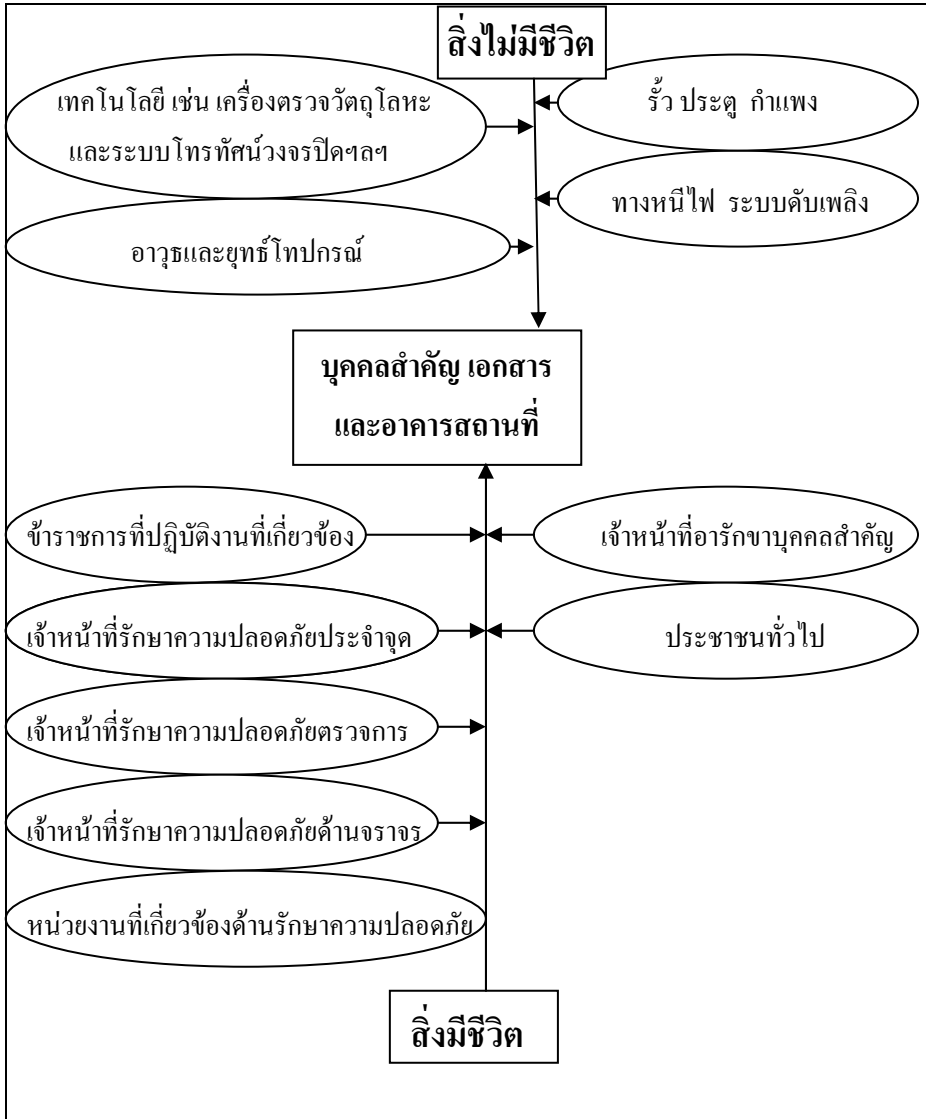 สิ่งไม่มีชีวิต
เทคโนโลยี เช่น เครื่องตรวจวัตถุโลหะ
และระบบโทรทัศน์วงจรปิดฯลฯ
รั้ว ประตู กำแพง
ทางหนีไฟ ระบบดับเพลิง
อาวุธและยุทธ์โทปกรณ์
บุคคลสำคัญ เอกสาร
และอาคารสถานที่
ข้าราชการที่ปฏิบัติงานที่เกี่ยวข้อง
เจ้าหน้าที่อารักขาบุคคลสำคัญ
เจ้าหน้าที่รักษาความปลอดภัยประจำจุด
ประชาชนทั่วไป
เจ้าหน้าที่รักษาความปลอดภัยตรวจการ
เจ้าหน้าที่รักษาความปลอดภัยด้านจราจร
หน่วยงานที่เกี่ยวข้องด้านรักษาความปลอดภัย
สิ่งมีชีวิต